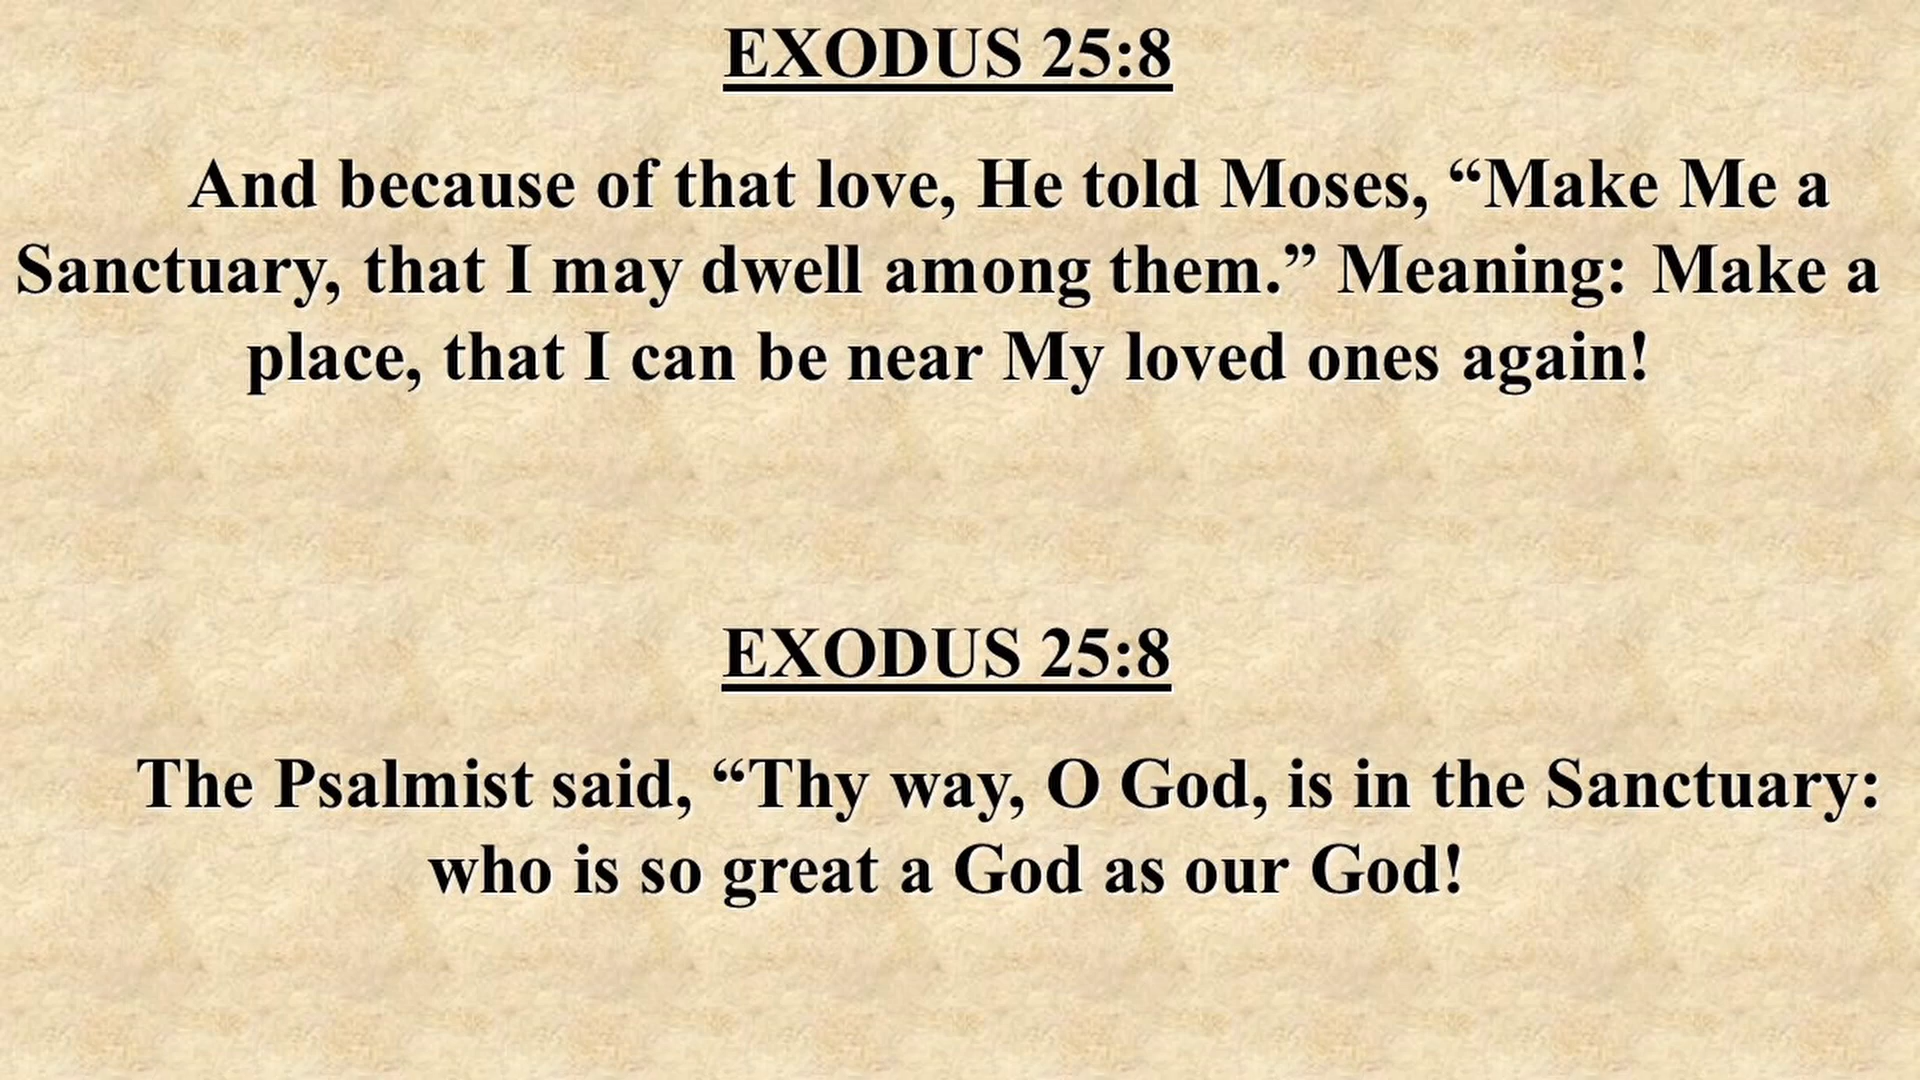 EXODUS 25:8
And because of that love, He told Moses, “Make Me a
Sanctuary, that I may dwell among them.” Meaning: Make a
place, that I can be near My loved ones again!
EXODUS 25:8
The Psalmist said, “Thy way, O God, is in the Sanctuary:
who is so great a God as our God!